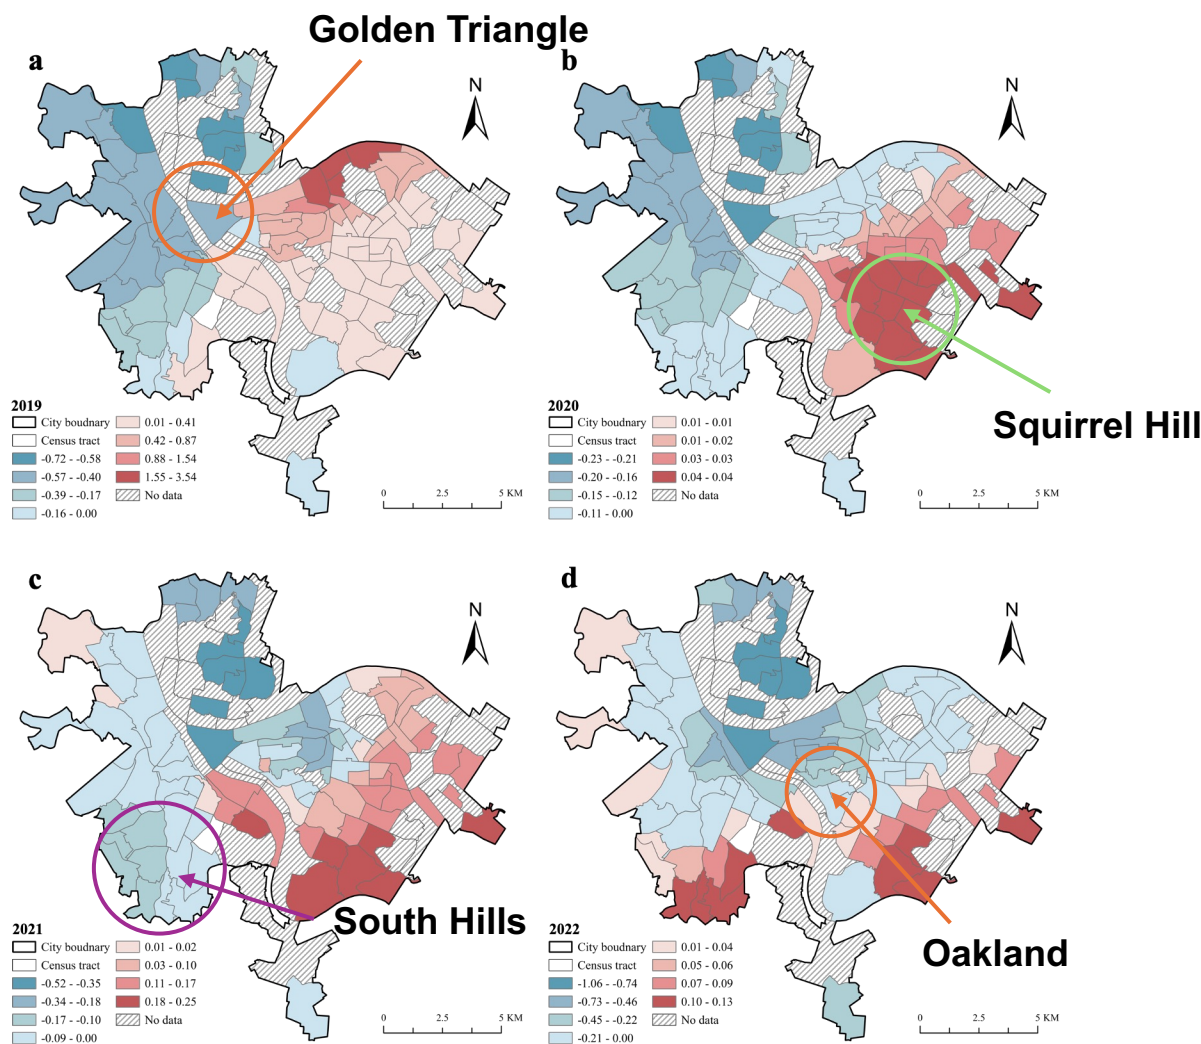 Golden Triangle
a
N
2019
City boudnary
Census tract
-0.72 - -0.58
-0.57 - -0.40
-0.39 - -0.17
-0.16 - 0.00
0.01 - 0.41
0.42 - 0.87
0.88 - 1.54
1.55 - 3.54
No data
0 2.5 5 KM
b
N
Squirrel Hill
2020
City boudnary
Census tract
-0.23 - -0.21
-0.20 - -0.16
-0.15 - -0.12
-0.11 - 0.00
0.01 - 0.01
0.01 - 0.02
0.03 - 0.03
0.04 - 0.04
No data
0 2.5 5 KM
c
N
South Hills
2021
City boudnary
Census tract
-0.52 - -0.35
-0.34 - -0.18
-0.17 - -0.10
-0.09 - 0.00
0.01 - 0.02
0.03 - 0.10
0.11 - 0.17
0.18 - 0.25
No data
0 2.5 5 KM
d
N
Oakland
2022
City boudnary
Census tract
-1.06 - -0.74
-0.73 - -0.46
-0.45 - -0.22
-0.21 - 0.00
0.01 - 0.04
0.05 - 0.06
0.07 - 0.09
0.10 - 0.13
No data
0 2.5 5 KM